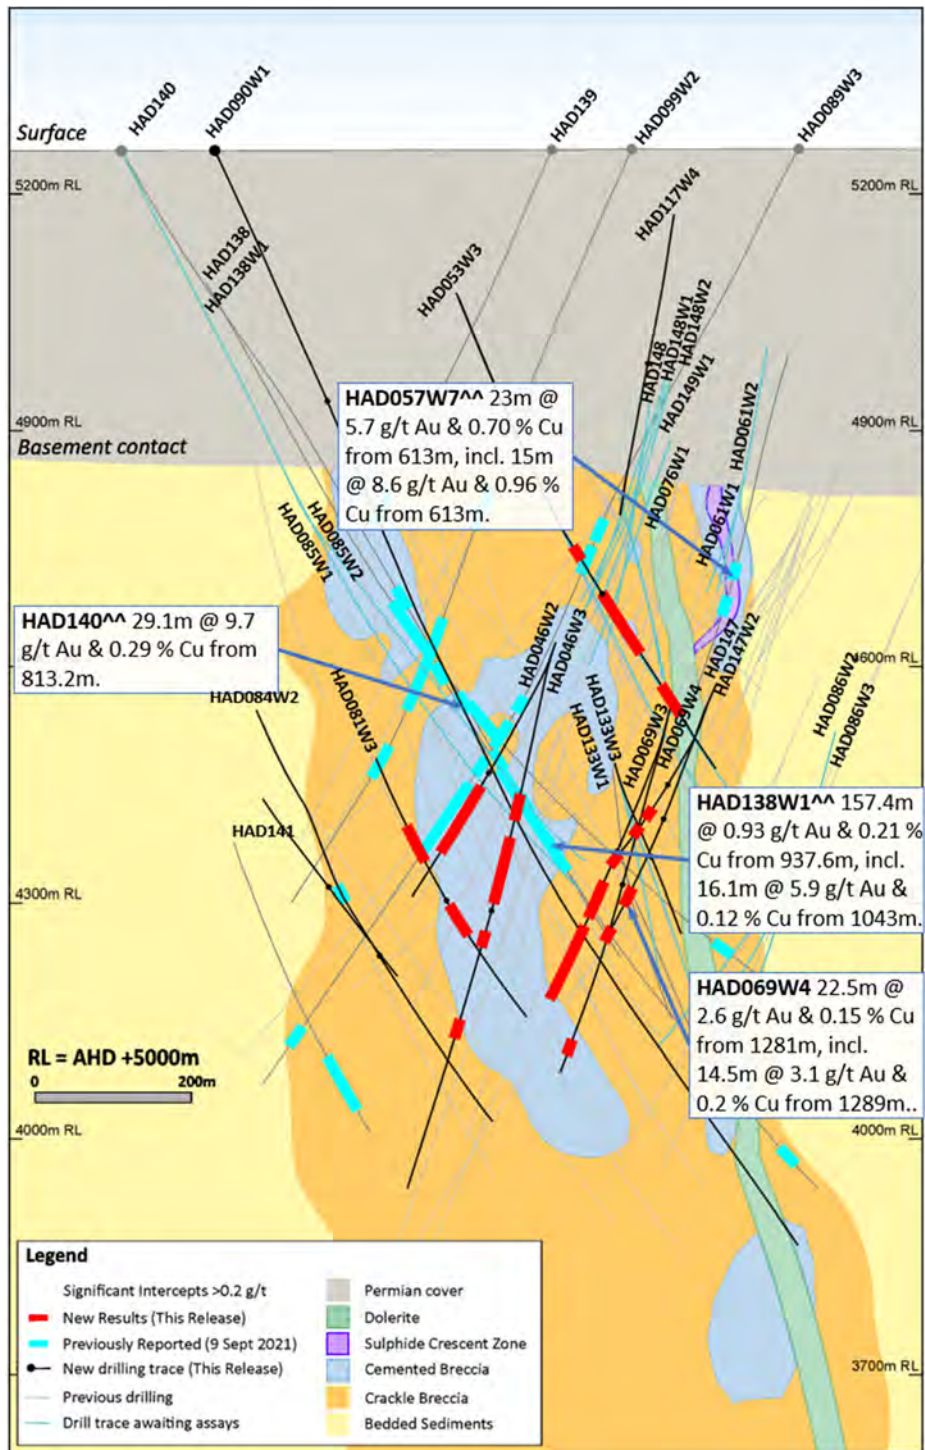 HAD140
HAD090W1
HAD139
HAD099W2
HAD089W3
Surface
5200m RL
5200m RL
HAD117W4
HAD138
HAD138W1
HAD053W3
HAD148
HAD148W1
HAD148W2
HAD149W1
HAD061W2
HAD057W7^^ 23m @
5.7 g/t Au & 0.70 % Cu
from 613m, incl. 15m
@ 8.6 g/t Au & 0.96 %
Cu from 613m.
4900m RL
4900m RL
Basement contact
HAD076W1
HAD061W1
HAD085W1
HAD085W2
HAD140^^ 29.1m @ 9.7
g/t Au & 0.29 % Cu from
813.2m.
HAD046W2
HAD046W3
HAD147
HAD147W2
4600m RL
HAD084W2
HAD081W3
HAD133W3
HAD133W1
HAD069W3
HAD069W4
HAD086W2
HAD086W3
HAD141
HAD138W1^^ 157.4m
@ 0.93 g/t Au & 0.21 %
Cu from 937.6m, incl.
16.1m @ 5.9 g/t Au &
0.12 % Cu from 1043m.
4300m RL
4300m RL
HAD069W4 22.5m @
2.6 g/t Au & 0.15 % Cu
from 1281m, incl.
14.5m @ 3.1 g/t Au &
0.2 % Cu from 1289m..
RL = AHD +5000m
0
200m
4000m RL
4000m RL
Legend
Significant Intercepts >0.2 g/t
New Results (This Release)
Previously Reported (9 Sept 2021)
New drilling trace (This Release)
Previous drilling
Drill trace awaiting assays
Permian cover
Dolerite
Sulphide Crescent Zone
Cemented Breccia
Crackle Breccia
Bedded Sediments
3700m RL